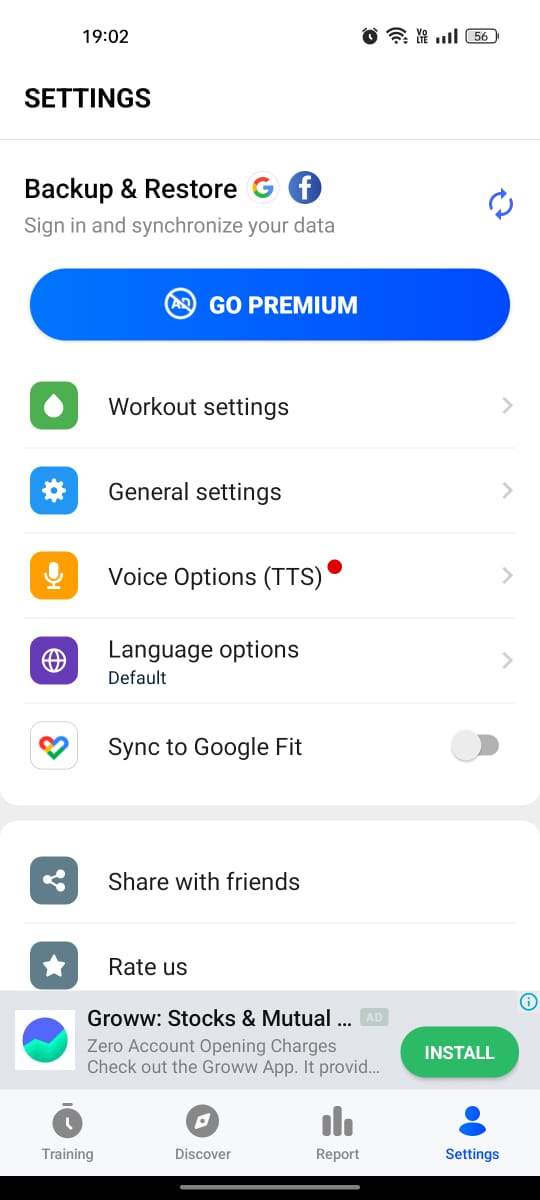 19:02
Vo
LTE
56
SETTINGS
Backup & Restore
Sign in and synchronize your data
AD GO PREMIUM
Workout settings
General settings
Voice Options (TTS)
Language options
Default
Sync to Google Fit
Share with friends
Rate us
Groww: Stocks & Mutual ... AD
Zero Account Opening Charges
Check out the Groww App. It provid...
INSTALL
Training Discover Report Settings